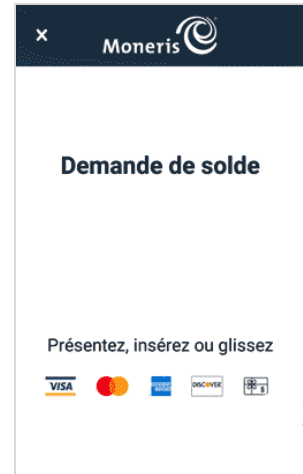 × Moneris
Demande de solde
Présentez, insérez ou glissez
VISA DISCOVER $